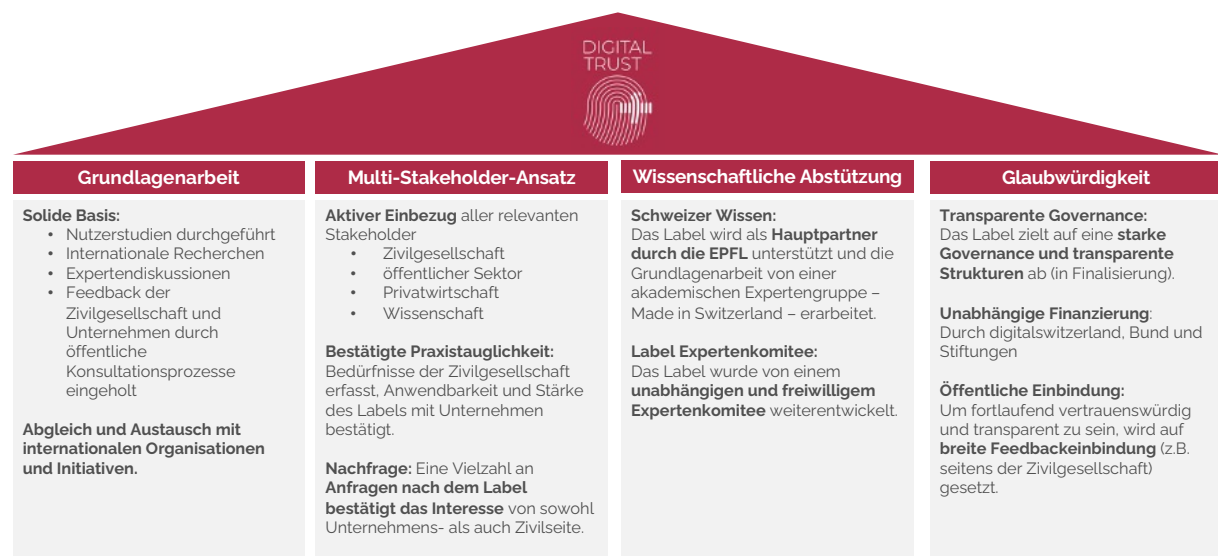 DIGITAL
TRUST
Grundlagenarbeit
Solide Basis:
• Nutzerstudien durchgeführt
• Internationale Recherchen
• Expertendiskussionen
• Feedback der
Zivilgesellschaft und
Unternehmen durch
öffentliche
Konsultationsprozesse
eingeholt
Abgleich und Austausch mit
internationalen Organisationen
und Initiativen.
Multi-Stakeholder-Ansatz
Aktiver Einbezug aller relevanten
Stakeholder
• Zivilgesellschaft
• öffentlicher Sektor
• Privatwirtschaft
• Wissenschaft
Bestätigte Praxistauglichkeit:
Bedürfnisse der Zivilgesellschaft
erfasst, Anwendbarkeit und Stärke
des Labels mit Unternehmen
bestätigt.
Nachfrage: Eine Vielzahl an
Anfragen nach dem Label
bestätigt das Interesse von sowohl
Unternehmens- als auch Zivilseite.
Wissenschaftliche Abstützung
Schweizer Wissen:
Das Label wird als Hauptpartner
durch die EPFL unterstützt und die
Grundlagenarbeit von einer
akademischen Expertengruppe –
Made in Switzerland – erarbeitet.
Label Expertenkomitee:
Das Label wurde von einem
unabhängigen und freiwilligem
Expertenkomitee weiterentwickelt.
Glaubwürdigkeit
Transparente Governance:
Das Label zielt auf eine starke
Governance und transparente
Strukturen ab (in Finalisierung).
Unabhängige Finanzierung:
Durch digitalswitzerland, Bund und
Stiftungen
Öffentliche Einbindung:
Um fortlaufend vertrauenswürdig
und transparent zu sein, wird auf
breite Feedbackeinbindung (z.B.
seitens der Zivilgesellschaft)
gesetzt.